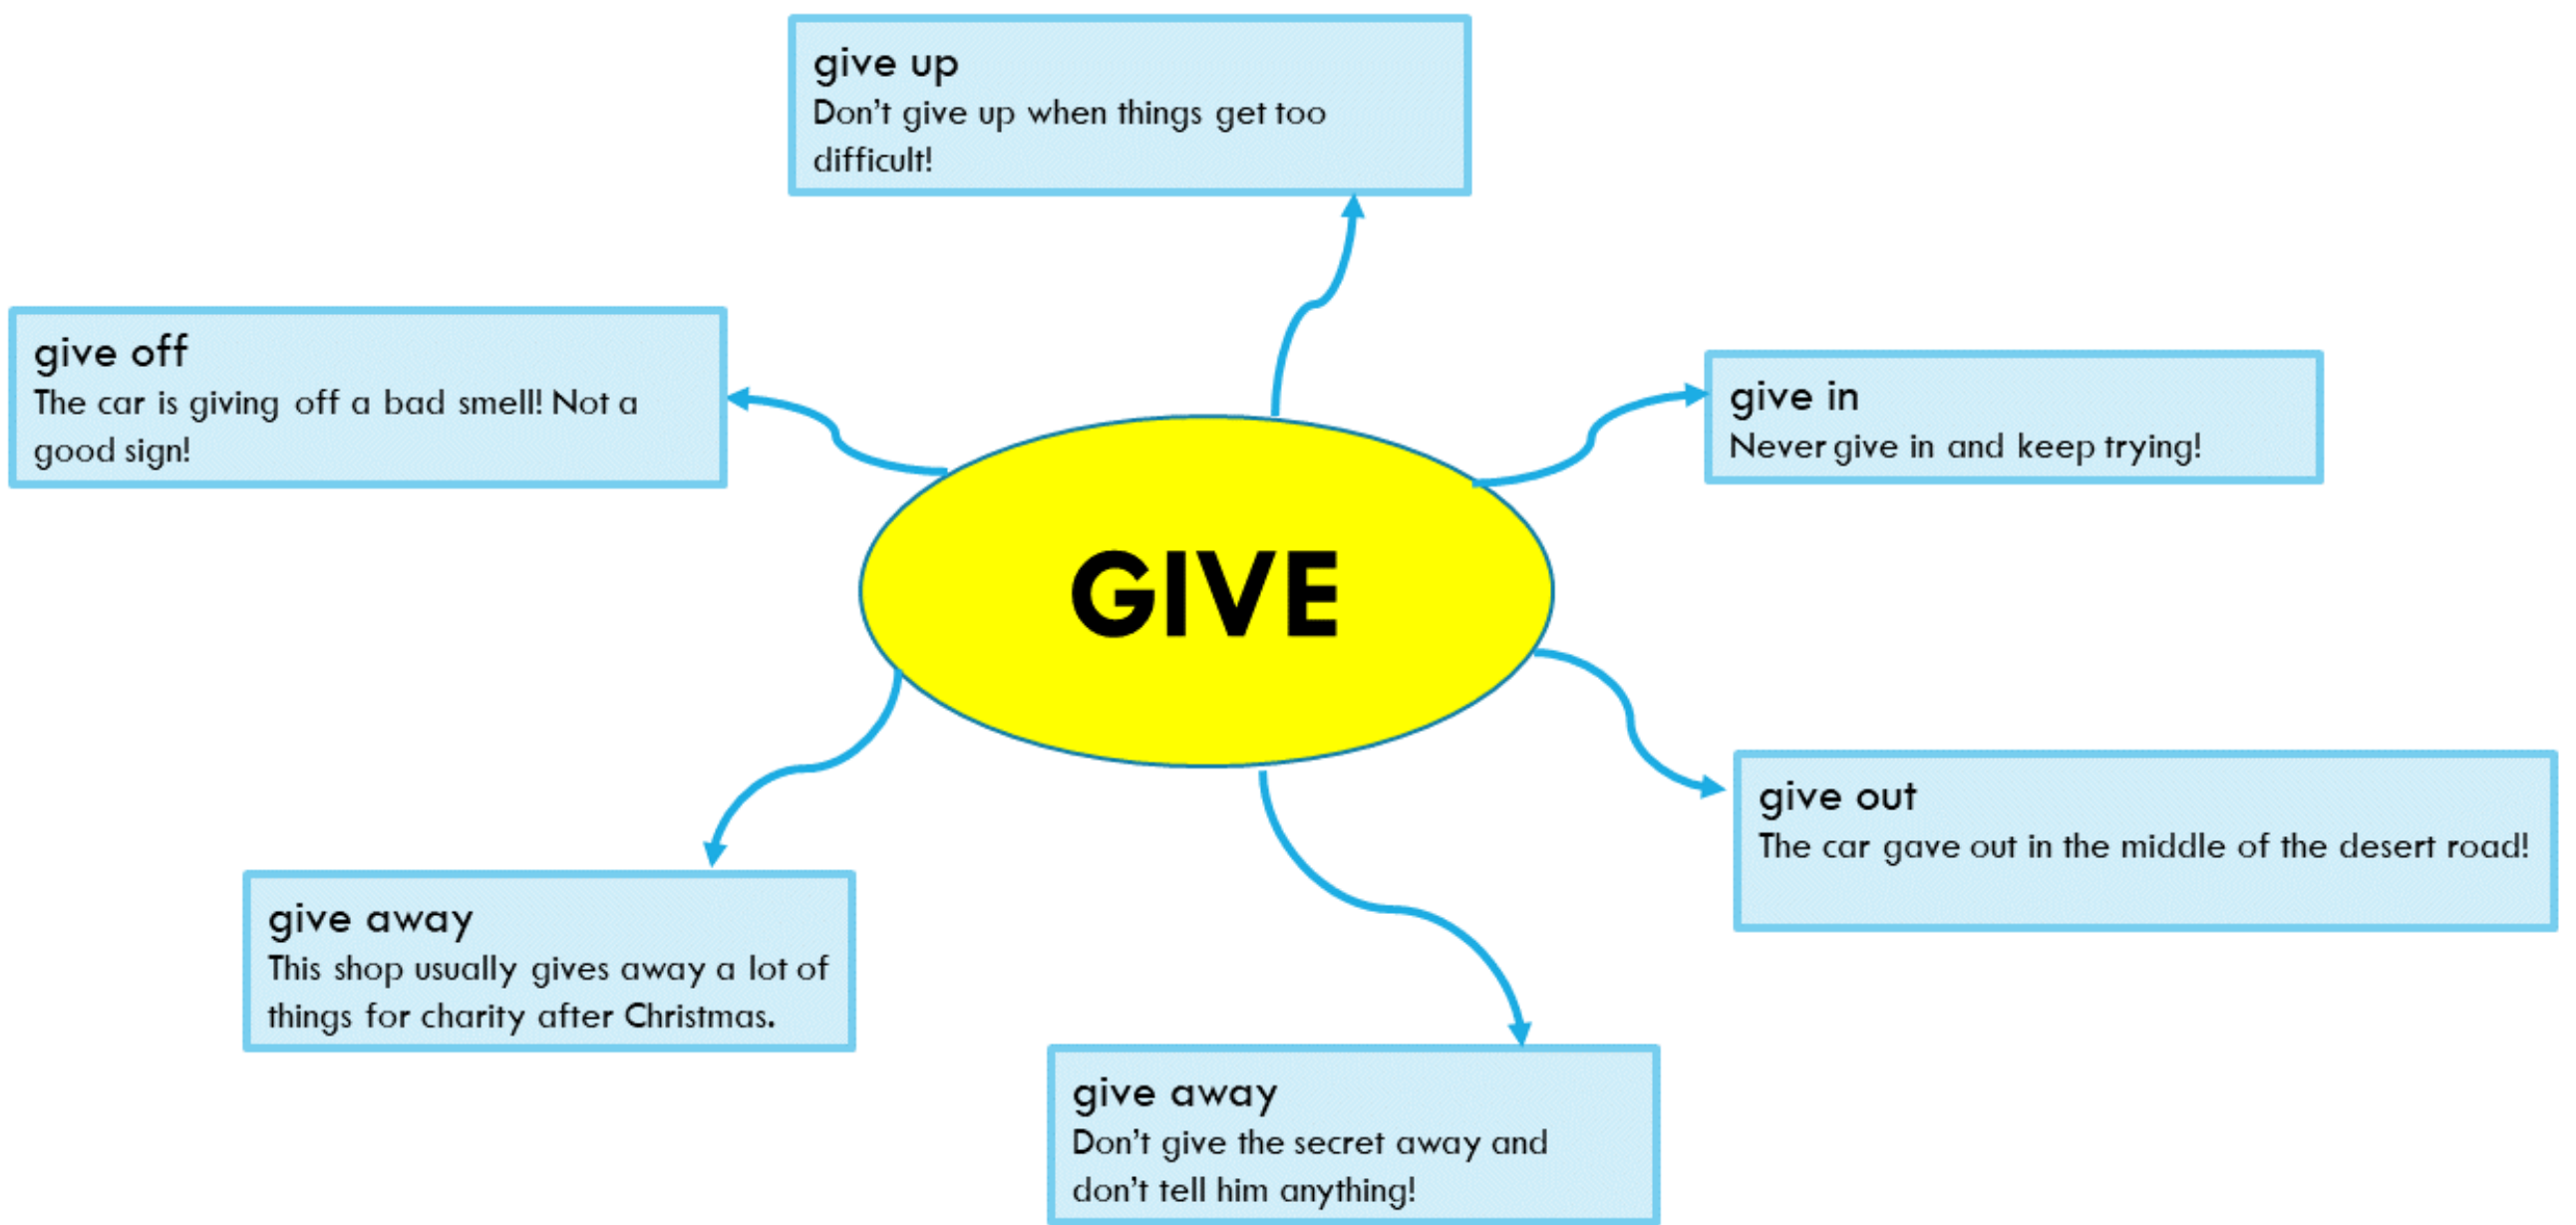 give up
Don't give up when things get too
difficult!
give off
The car is giving off a bad smell! Not a
good sign!
give in
Never give in and keep trying!
GIVE
give out
The car gave out in the middle of the desert road!
give away
This shop usually gives away a lot of
things for charity after Christmas.
give away
Don't give the secret away and
don't tell him anything!